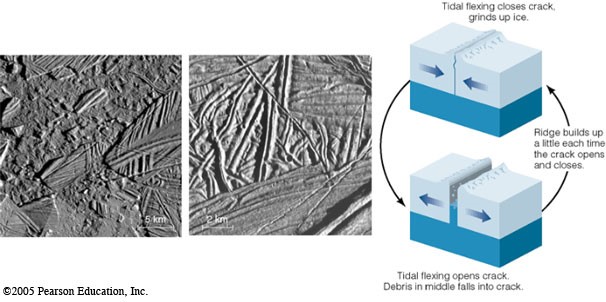 Tidal flexing closes crack,
grinds up ice.
5 km
2 km
Ridge builds up
a little each time
the crack opens
and closes.
Tidal flexing opens crack.
Debris in middle falls into crack.
©2005 Pearson Education, Inc.